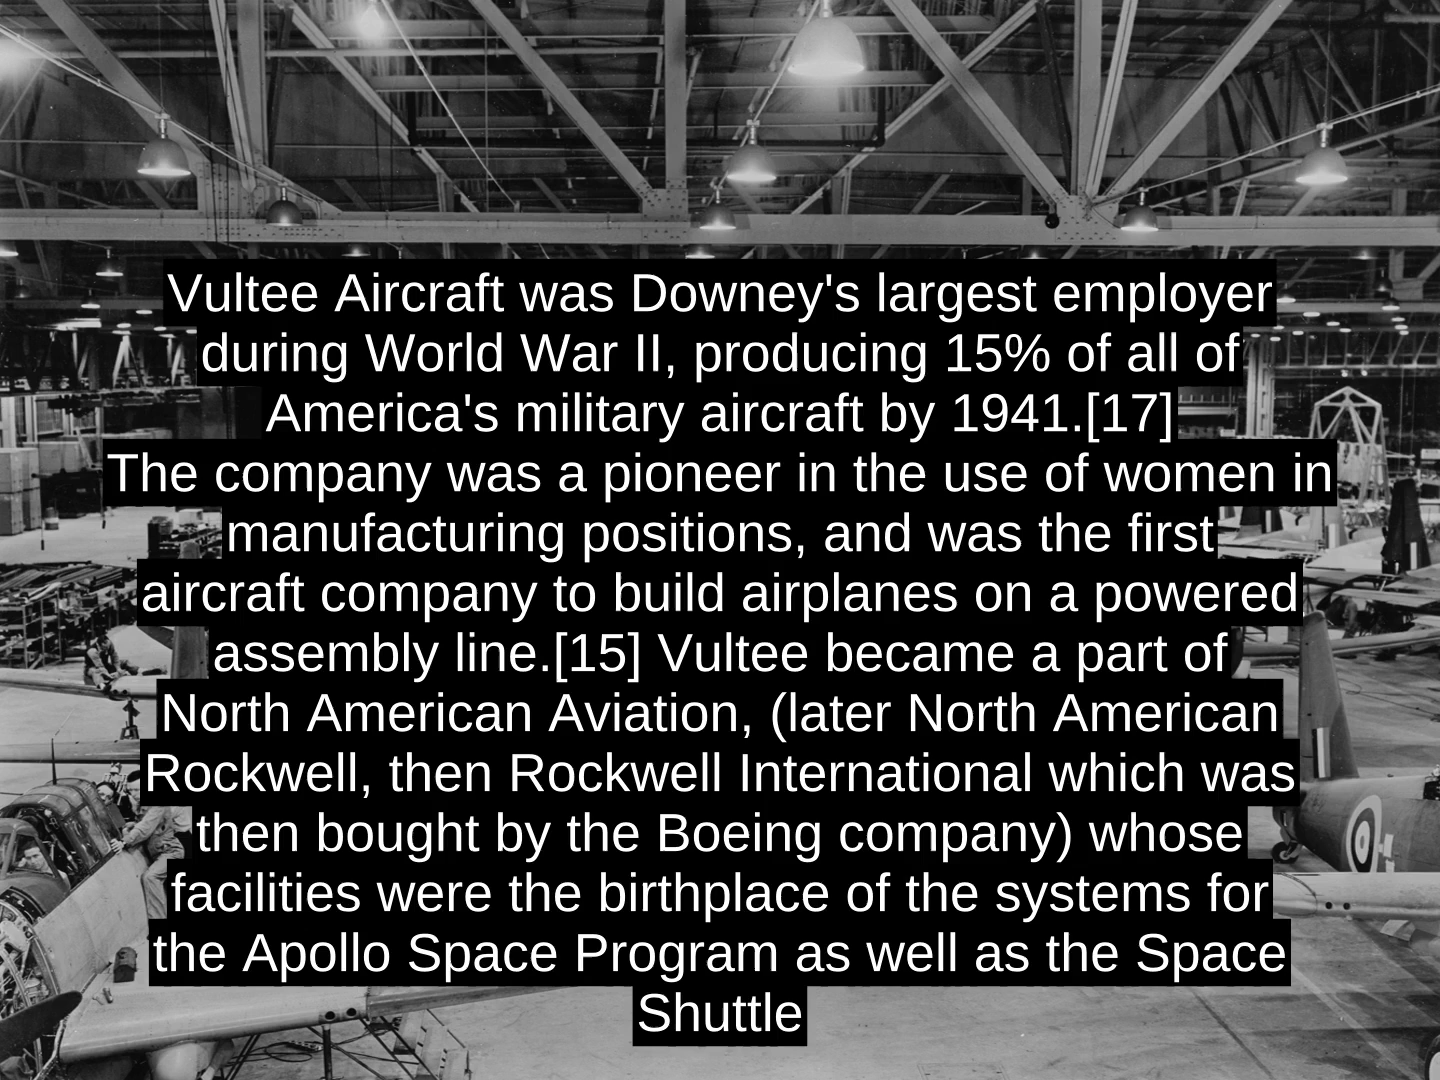 Vultee Aircraft was Downey's largest employer
during World War II, producing 15% of all of
America's military aircraft by 1941.[17]
The company was a pioneer in the use of women in
manufacturing positions, and was the first
aircraft company to build airplanes on a powered
assembly line.[15] Vultee became a part of
North American Aviation, (later North American
Rockwell, then Rockwell International which was
then bought by the Boeing company) whose
facilities were the birthplace of the systems for
the Apollo Space Program as well as the Space
Shuttle